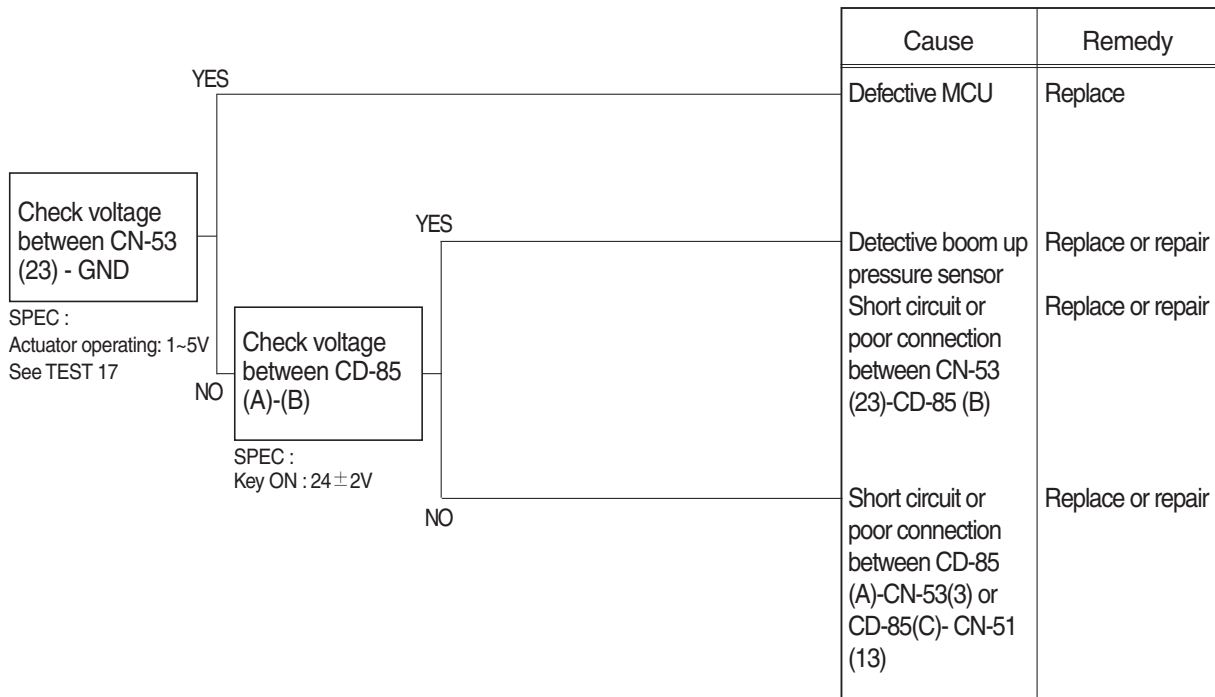 Cause Remedy
YES
Defective MCU Replace
Check voltage
between CN-53
(23) - GND
SPEC :
Actuator operating: 1~5V
See TEST 17
NO
YES
Check voltage
between CD-85
(A)-(B)
SPEC :
Key ON : 24±2V
NO
Detective boom up Replace or repair
pressure sensor
Short circuit or Replace or repair
poor connection
between CN-53
(23)-CD-85 (B)
Short circuit or Replace or repair
poor connection
between CD-85
(A)-CN-53(3) or
CD-85(C)- CN-51
(13)